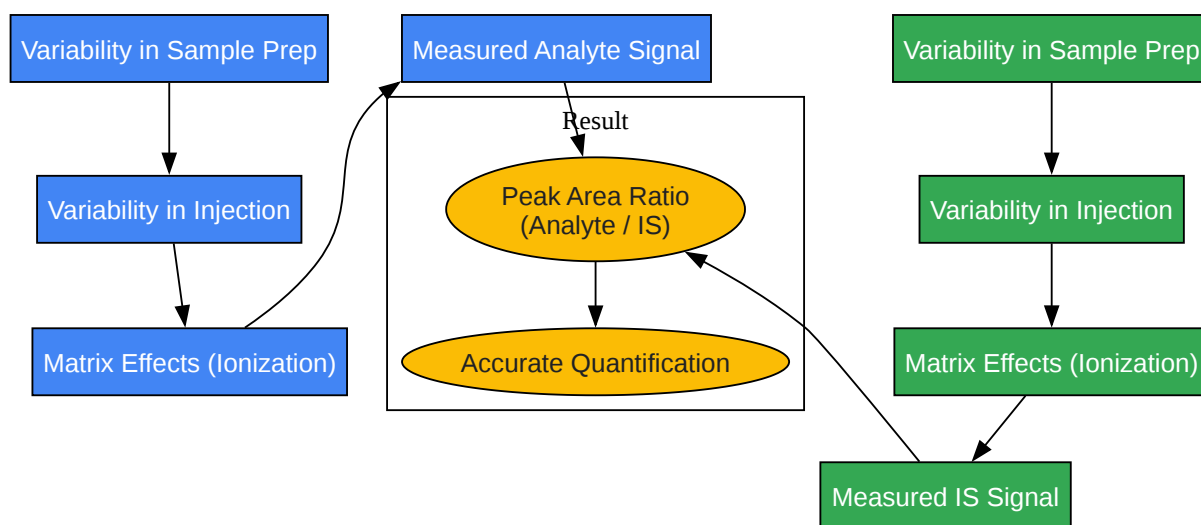 Variability in Sample Prep
Measured Analyte Signal
Variability in Sample Prep
Result
Variability in Injection
Peak Area Ratio
(Analyte / IS)
Variability in Injection
Matrix Effects (Ionization)
Accurate Quantification
Matrix Effects (Ionization)
Measured IS Signal